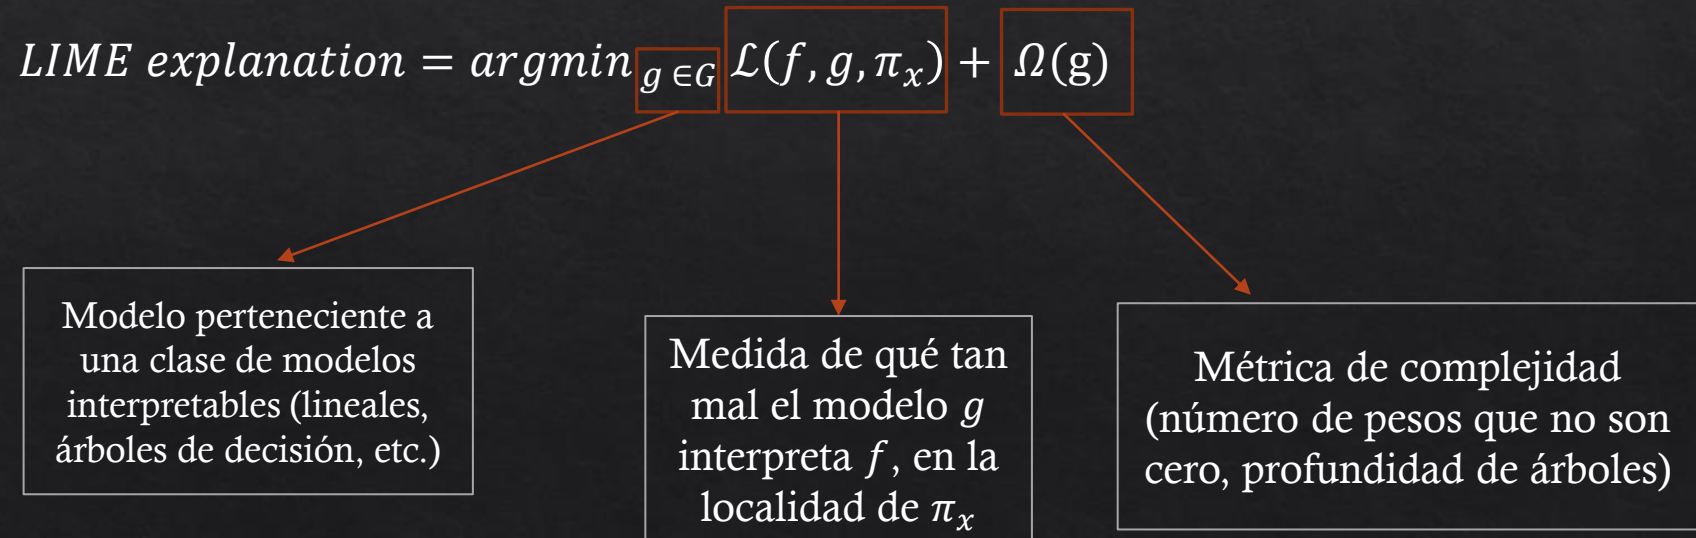 LIME explanation = argmin g ∈G ℒ(f, g, πₓ) + Ω(g)
Modelo perteneciente a
una clase de modelos
interpretables (lineales,
árboles de decisión, etc.)
Medida de qué tan
mal el modelo g
interpreta f, en la
localidad de πₓ
Métrica de complejidad
(número de pesos que no son
cero, profundidad de árboles)